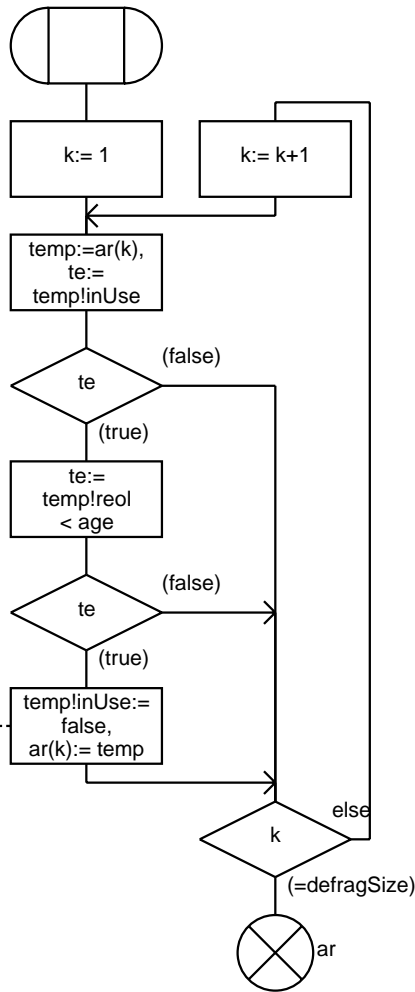 k:= 1
k:= k+1
temp:=ar(k),
te:=
temp!inUse
te
(false)
(true)
te:=
temp!reol
< age
te
(false)
(true)
temp!inUse:=
false,
ar(k):= temp
else
k
(=defragSize)
ar